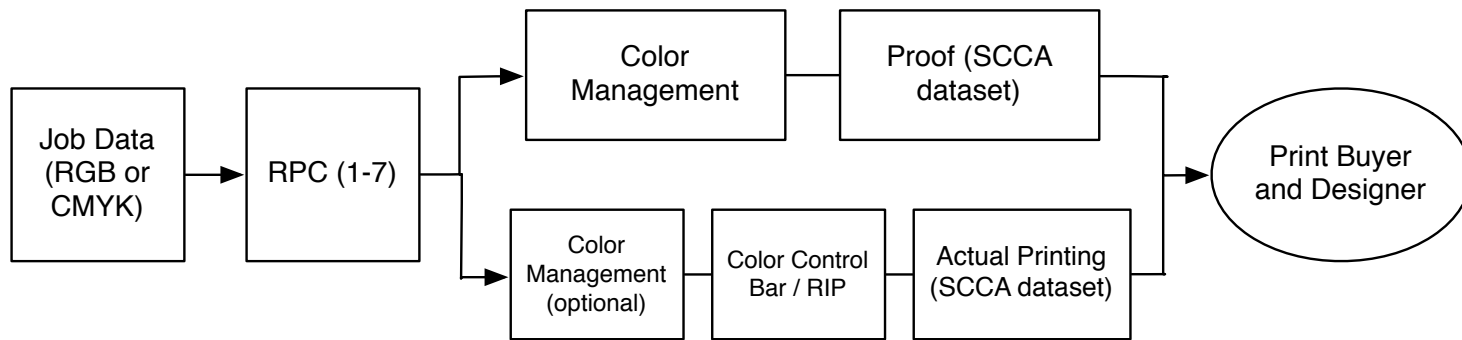 Job Data
(RGB or
CMYK)
RPC (1-7)
Color
Management
Proof (SCCA
dataset)
Color
Management
(optional)
Color Control
Bar / RIP
Actual Printing
(SCCA dataset)
Print Buyer
and Designer